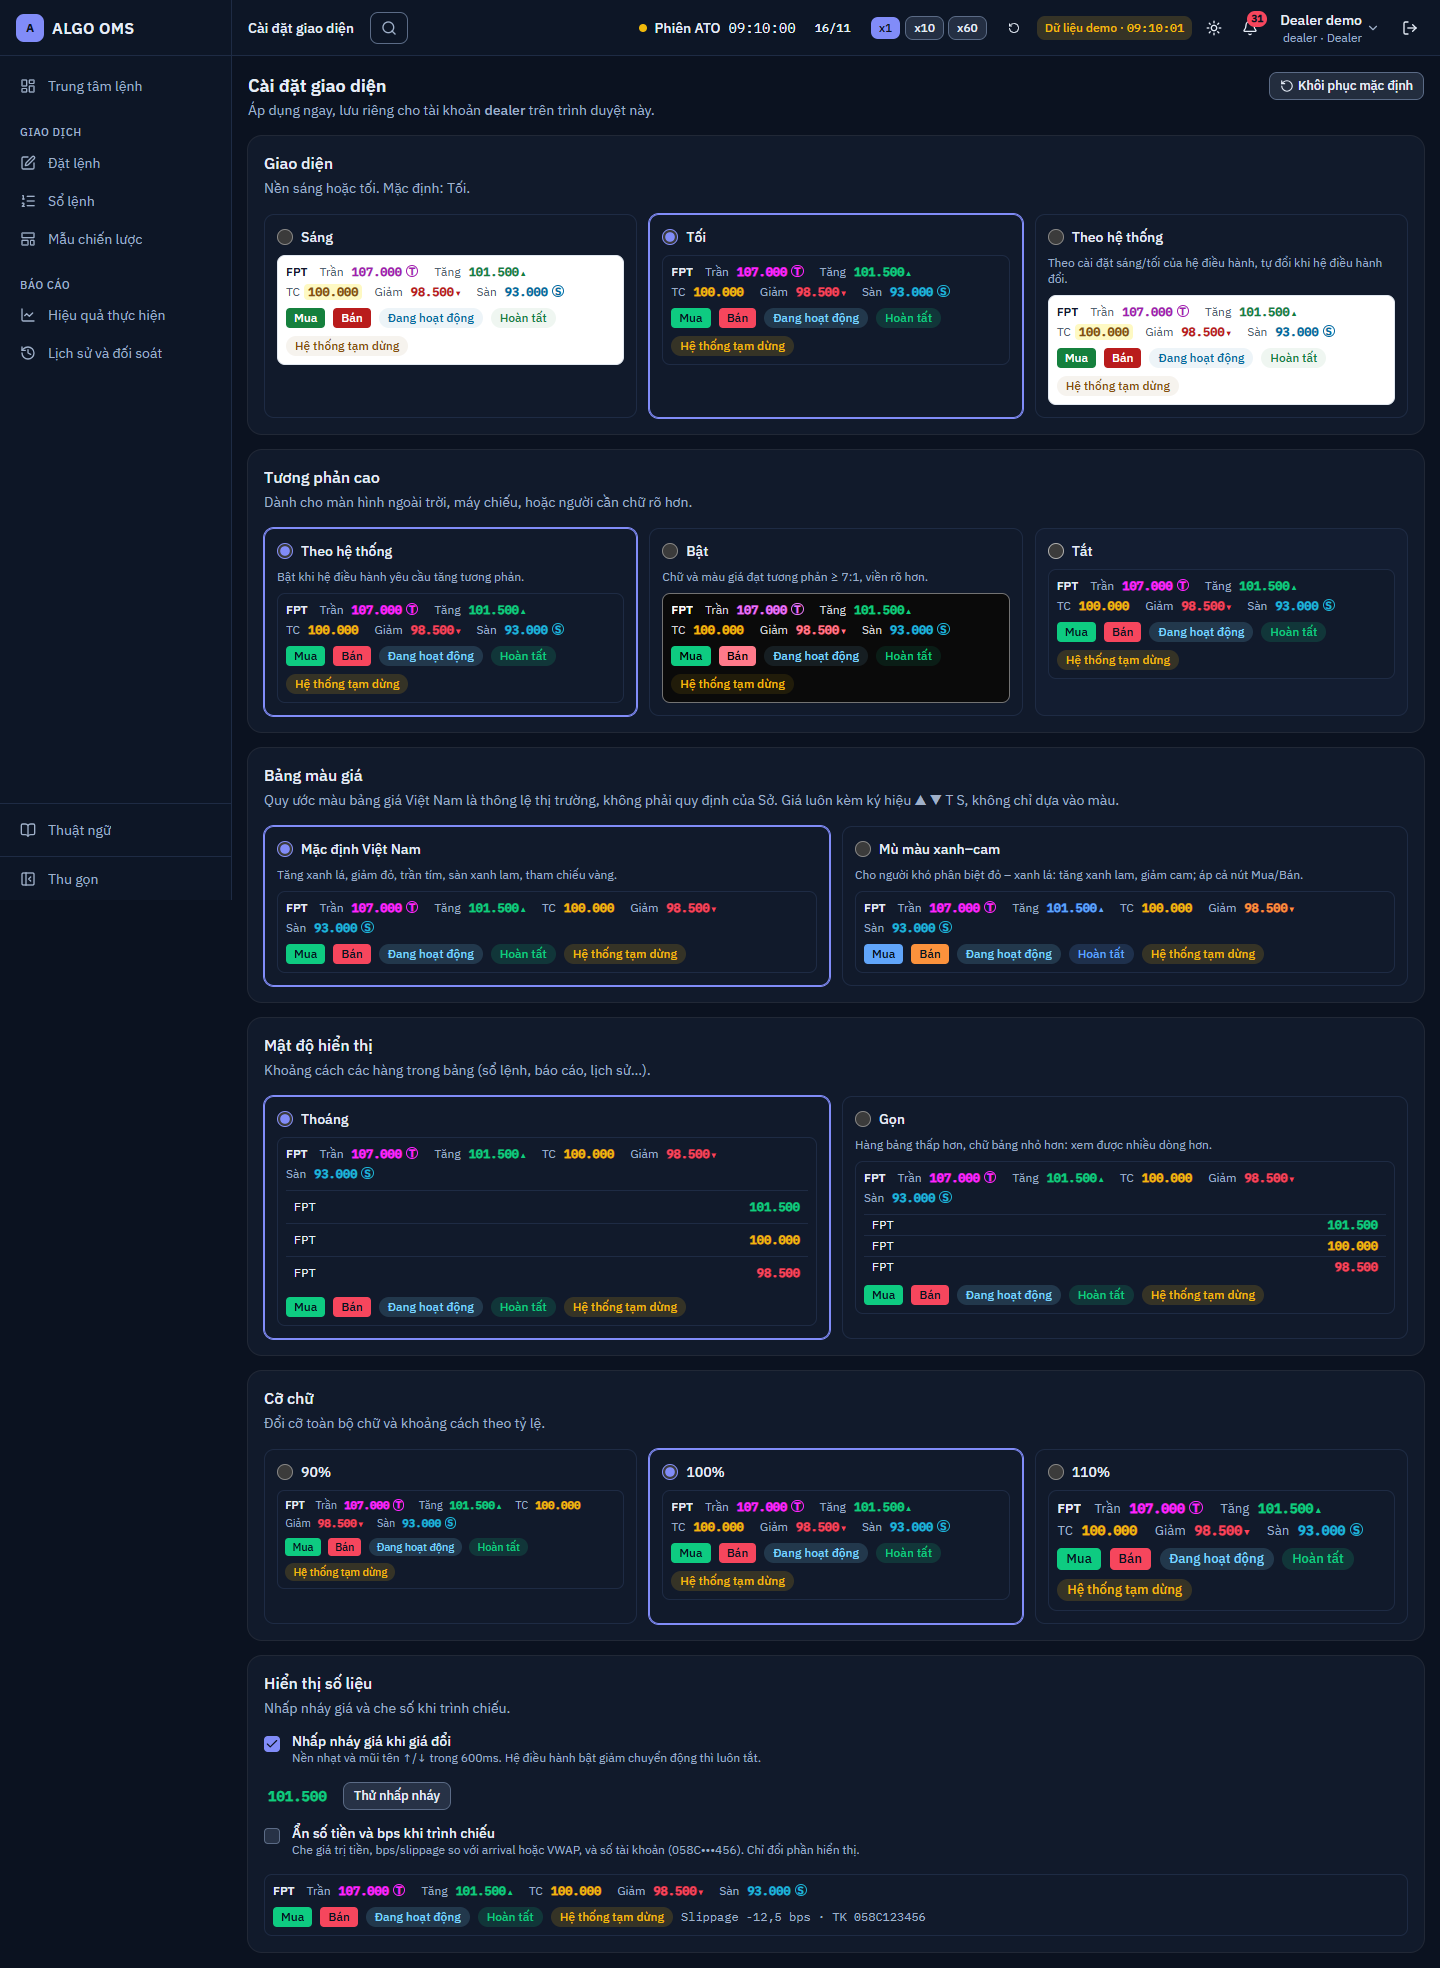 A ALGO OMS
Cài đặt giao diện
Phiên ATO 09:10:00 16/11 x1 x10 x60 Dữ liệu demo · 09:10:01 31 Dealer demo
dealer · Dealer
Trung tâm lệnh
GIAO DỊCH
Đặt lệnh
Sổ lệnh
Mẫu chiến lược
BÁO CÁO
Hiệu quả thực hiện
Lịch sử và đối soát
Thuật ngữ
Thu gọn
Cài đặt giao diện
Khôi phục mặc định
Áp dụng ngay, lưu riêng cho tài khoản dealer trên trình duyệt này.
Giao diện
Nền sáng hoặc tối. Mặc định: Tối.
Sáng
FPT Trần 107.000 Ⓣ Tăng 101.500▲
TC 100.000 Giảm 98.500▼ Sàn 93.000 Ⓢ
Mua Bán Đang hoạt động Hoàn tất
Hệ thống tạm dừng
Tối
FPT Trần 107.000 Ⓣ Tăng 101.500▲
TC 100.000 Giảm 98.500▼ Sàn 93.000 Ⓢ
Mua Bán Đang hoạt động Hoàn tất
Hệ thống tạm dừng
Theo hệ thống
Theo cài đặt sáng/tối của hệ điều hành, tự đổi khi hệ điều hành
đổi.
FPT Trần 107.000 Ⓣ Tăng 101.500▲
TC 100.000 Giảm 98.500▼ Sàn 93.000 Ⓢ
Mua Bán Đang hoạt động Hoàn tất
Hệ thống tạm dừng
Tương phản cao
Dành cho màn hình ngoài trời, máy chiếu, hoặc người cần chữ rõ hơn.
Theo hệ thống
Bật khi hệ điều hành yêu cầu tăng tương phản.
FPT Trần 107.000 Ⓣ Tăng 101.500▲
TC 100.000 Giảm 98.500▼ Sàn 93.000 Ⓢ
Mua Bán Đang hoạt động Hoàn tất
Hệ thống tạm dừng
Bật
Chữ và màu giá đạt tương phản ≥ 7:1, viền rõ hơn.
FPT Trần 107.000 Ⓣ Tăng 101.500▲
TC 100.000 Giảm 98.500▼ Sàn 93.000 Ⓢ
Mua Bán Đang hoạt động Hoàn tất
Hệ thống tạm dừng
Tắt
FPT Trần 107.000 Ⓣ Tăng 101.500▲
TC 100.000 Giảm 98.500▼ Sàn 93.000 Ⓢ
Mua Bán Đang hoạt động Hoàn tất
Hệ thống tạm dừng
Bảng màu giá
Quy ước màu bảng giá Việt Nam là thông lệ thị trường, không phải quy định của Sở. Giá luôn kèm ký hiệu ▲ ▼ T S, không chỉ dựa vào màu.
Mặc định Việt Nam
Tăng xanh lá, giảm đỏ, trần tím, sàn xanh lam, tham chiếu vàng.
FPT Trần 107.000 Ⓣ Tăng 101.500▲ TC 100.000 Giảm 98.500▼
Sàn 93.000 Ⓢ
Mua Bán Đang hoạt động Hoàn tất Hệ thống tạm dừng
Mù màu xanh–cam
Cho người khó phân biệt đỏ – xanh lá: tăng xanh lam, giảm cam; áp cả nút Mua/Bán.
FPT Trần 107.000 Ⓣ Tăng 101.500▲ TC 100.000 Giảm 98.500▼
Sàn 93.000 Ⓢ
Mua Bán Đang hoạt động Hoàn tất Hệ thống tạm dừng
Mật độ hiển thị
Khoảng cách các hàng trong bảng (sổ lệnh, báo cáo, lịch sử…).
Thoáng
FPT Trần 107.000 Ⓣ Tăng 101.500▲ TC 100.000 Giảm 98.500▼
Sàn 93.000 Ⓢ
FPT 101.500
FPT 100.000
FPT 98.500
Mua Bán Đang hoạt động Hoàn tất Hệ thống tạm dừng
Gọn
Hàng bảng thấp hơn, chữ bảng nhỏ hơn: xem được nhiều dòng hơn.
FPT Trần 107.000 Ⓣ Tăng 101.500▲ TC 100.000 Giảm 98.500▼
Sàn 93.000 Ⓢ
FPT 101.500
FPT 100.000
FPT 98.500
Mua Bán Đang hoạt động Hoàn tất Hệ thống tạm dừng
Cỡ chữ
Đổi cỡ toàn bộ chữ và khoảng cách theo tỷ lệ.
90%
FPT Trần 107.000 Ⓣ Tăng 101.500▲ TC 100.000
Giảm 98.500▼ Sàn 93.000 Ⓢ
Mua Bán Đang hoạt động Hoàn tất
Hệ thống tạm dừng
100%
FPT Trần 107.000 Ⓣ Tăng 101.500▲
TC 100.000 Giảm 98.500▼ Sàn 93.000 Ⓢ
Mua Bán Đang hoạt động Hoàn tất
Hệ thống tạm dừng
110%
FPT Trần 107.000 Ⓣ Tăng 101.500▲
TC 100.000 Giảm 98.500▼ Sàn 93.000 Ⓢ
Mua Bán Đang hoạt động Hoàn tất
Hệ thống tạm dừng
Hiển thị số liệu
Nhấp nháy giá và che số khi trình chiếu.
Nhấp nháy giá khi giá đổi
Nền nhạt và mũi tên ↑/↓ trong 600ms. Hệ điều hành bật giảm chuyển động thì luôn tắt.
101.500 Thử nhấp nháy
Ẩn số tiền và bps khi trình chiếu
Che giá trị tiền, bps/slippage so với arrival hoặc VWAP, và số tài khoản (058C•••456). Chỉ đổi phần hiển thị.
FPT Trần 107.000 Ⓣ Tăng 101.500▲ TC 100.000 Giảm 98.500▼ Sàn 93.000 Ⓢ
Mua Bán Đang hoạt động Hoàn tất Hệ thống tạm dừng Slippage -12,5 bps · TK 058C123456